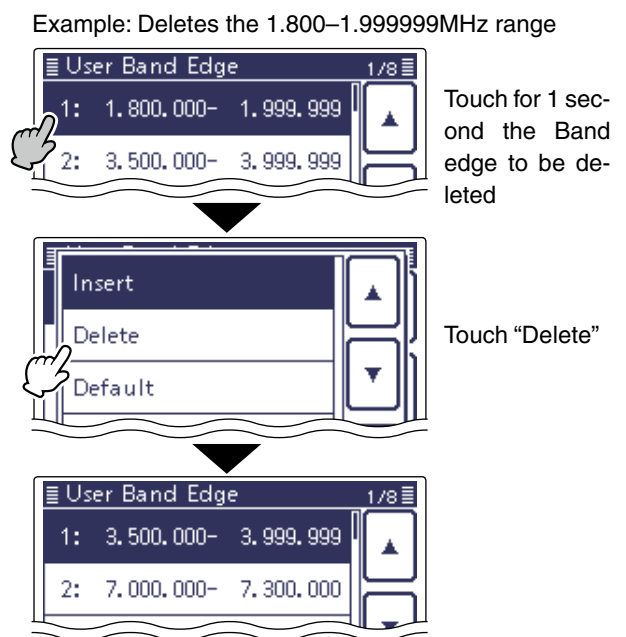 Example: Deletes the 1.800–1.999999MHz range
User Band Edge 1/8
1: 1.800.000– 1.999.999
2: 3.500.000– 3.999.999
Touch for 1 sec-
ond the Band
edge to be de-
leted
Insert
Delete
Default
Touch “Delete”
User Band Edge 1/8
1: 3.500.000– 3.999.999
2: 7.000.000– 7.300.000